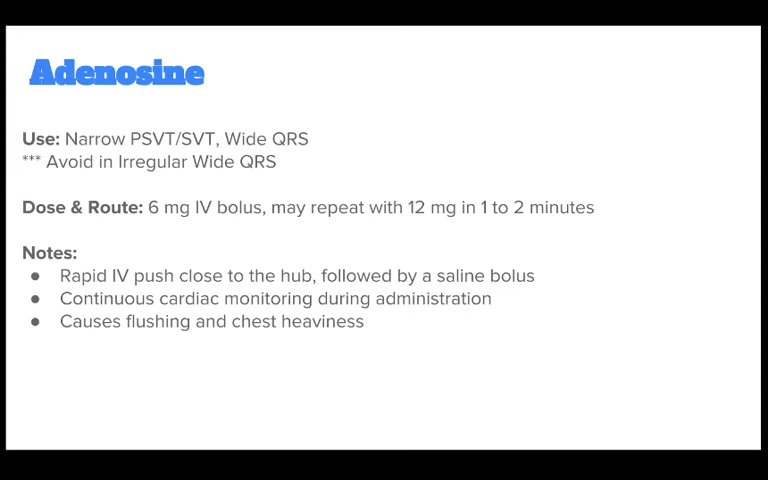 Adenosine
Use: Narrow PSVT/SVT, Wide QRS
*** Avoid in Irregular Wide QRS
Dose & Route: 6 mg IV bolus, may repeat with 12 mg in 1 to 2 minutes
Notes:
● Rapid IV push close to the hub, followed by a saline bolus
● Continuous cardiac monitoring during administration
● Causes flushing and chest heaviness